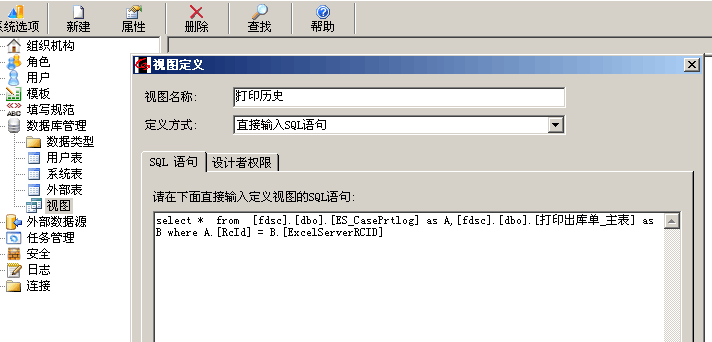 系统选项 新建 属性 删除 查找 帮助
组织机构
角色
用户
模板
填写规范
数据库管理
数据类型
用户表
系统表
外部表
视图
外部数据源
任务管理
安全
日志
连接
视图定义
视图名称: 打印历史
定义方式: 直接输入SQL语句
SQL 语句 设计者权限
请在下面直接输入定义视图的SQL语句:
select *  from  [fdsc].[dbo].[ES_CasePrtlog] as A,[fdsc].[dbo].[打印出库单_主表] as
B where A.[RcId] = B.[ExcelServerRCID]